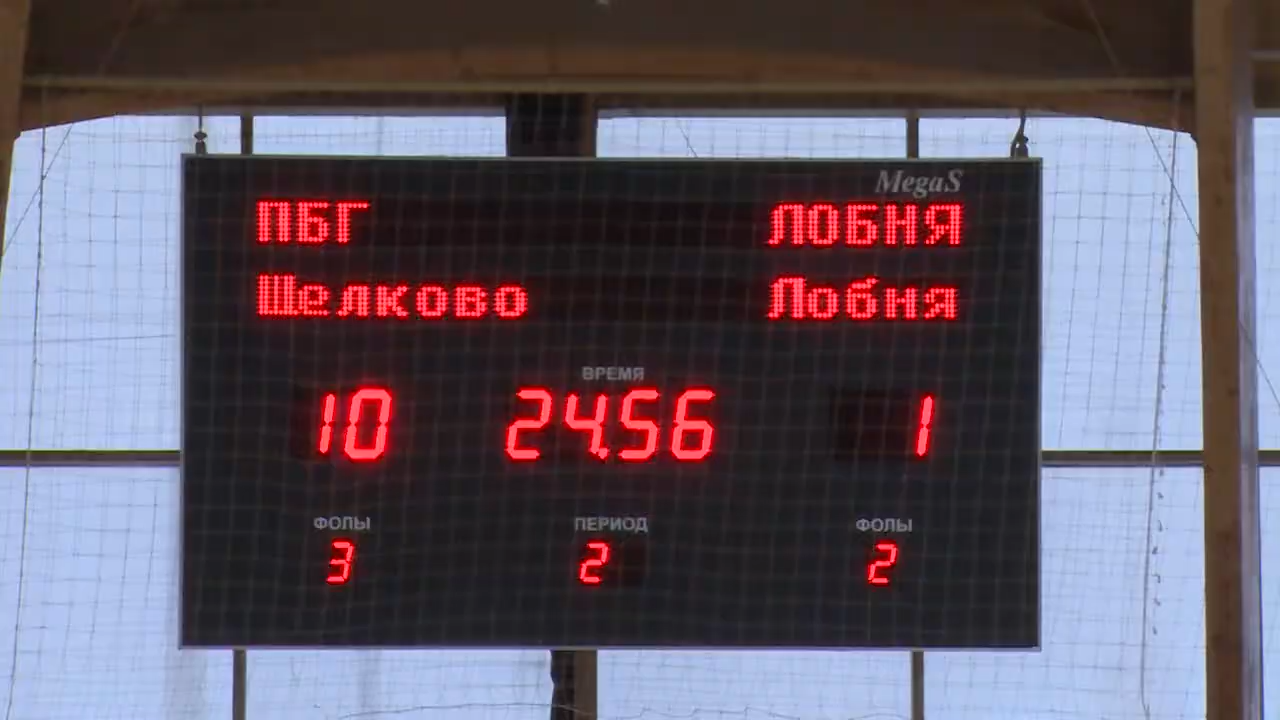 MegaS
ПБГ ЛОБНЯ
Щелково Лобня
ВРЕМЯ
10 24.56 1
ФОЛЫ ПЕРИОД ФОЛЫ
3 2 2